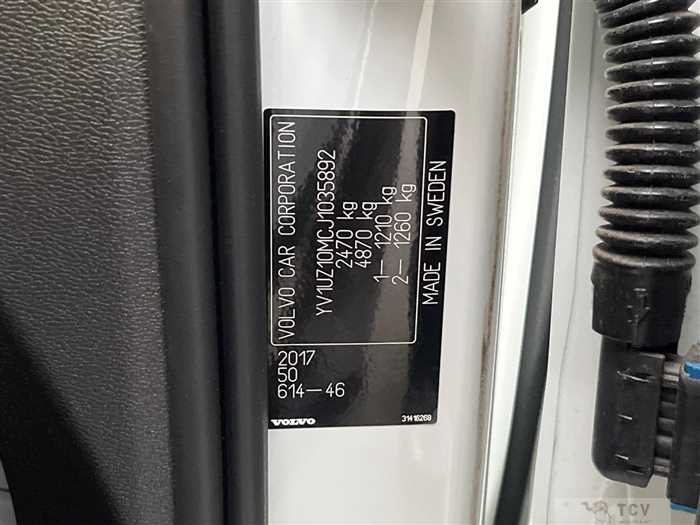 VOLVO CAR CORPORATION
YV1UZ10MCJ1035892
2470 kg
4870 kg
1– 1210 kg
2– 1260 kg
MADE IN SWEDEN
2017
50
614–46
VOLVO
31416268
TCV